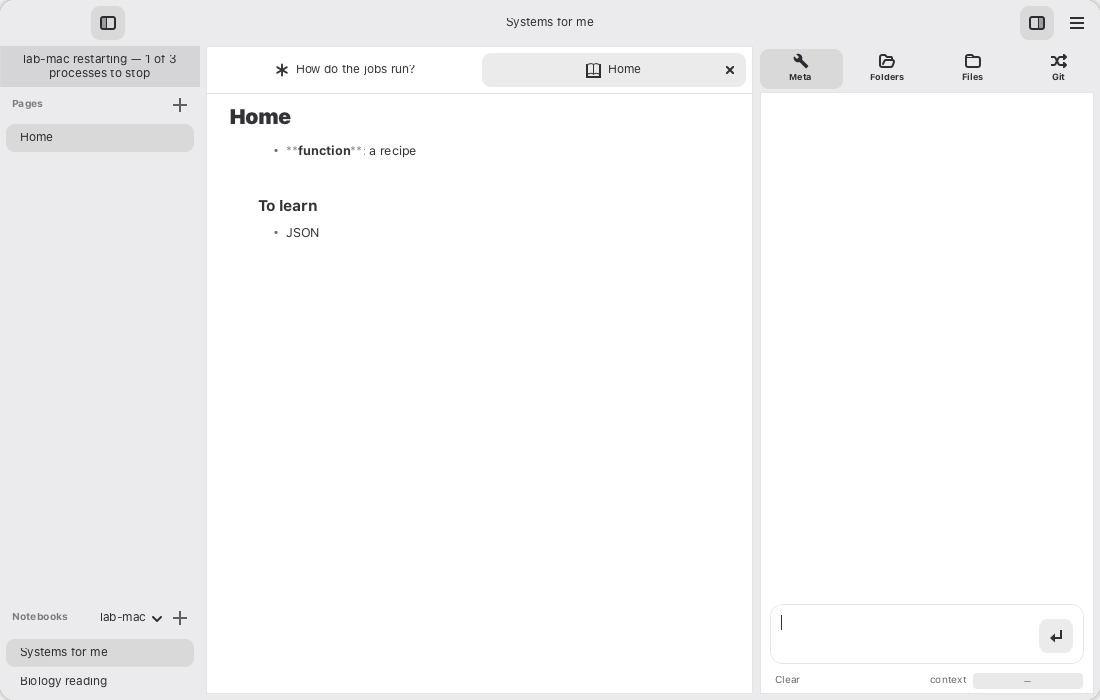 Systems for me
lab-mac restarting — 1 of 3
processes to stop
Pages
Home
How do the jobs run?
Home
Meta
Folders
Files
Git
Home
• **function**: a recipe
To learn
• JSON
Notebooks
lab-mac
Systems for me
Biology reading
Clear
context
—